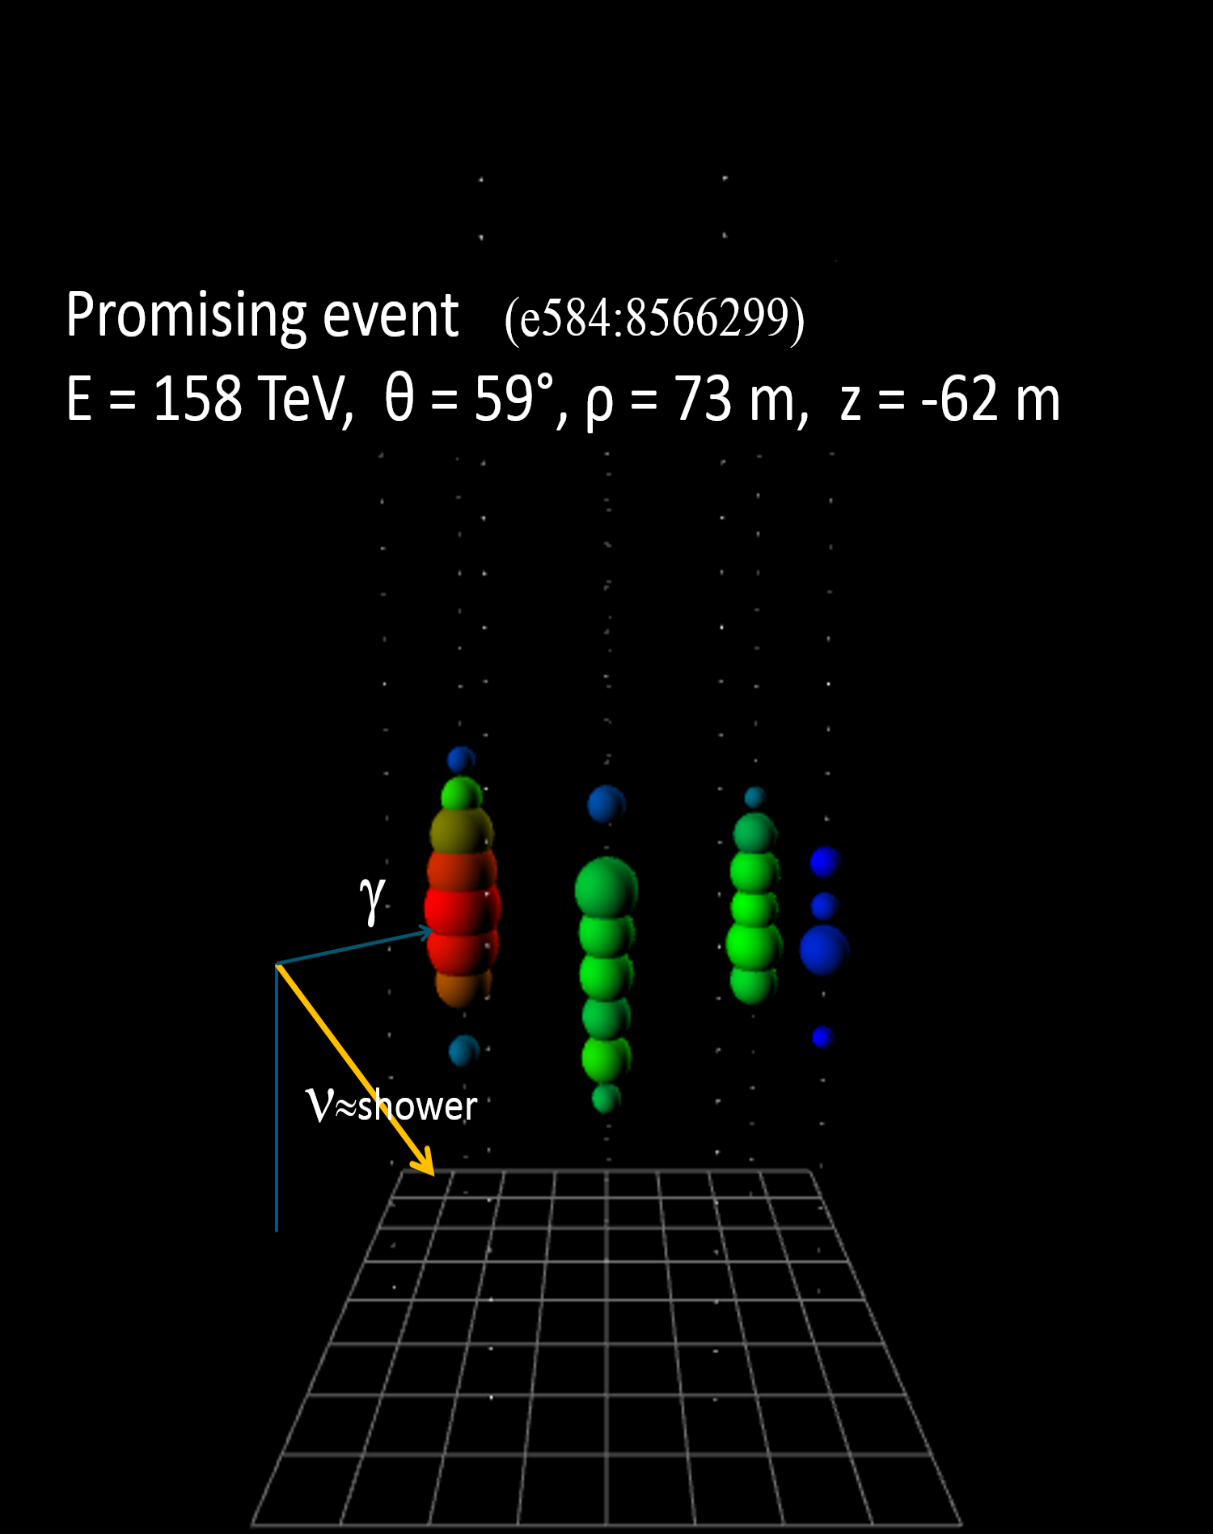 Promising event (e584:8566299)
E = 158 TeV, θ = 59°, ρ = 73 m, z = -62 m
γ
ν≈shower